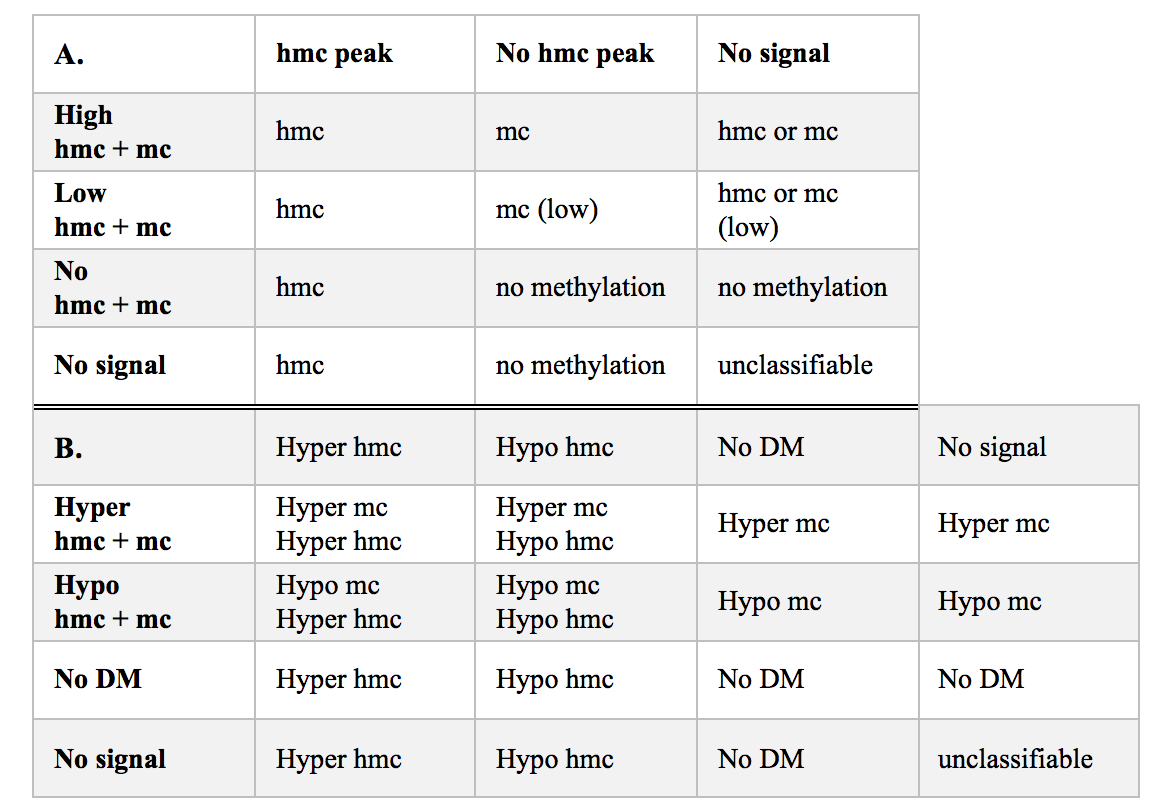 A. hmc peak No hmc peak No signal
High
hmc + mc hmc mc hmc or mc
Low
hmc + mc hmc mc (low) hmc or mc
(low)
No
hmc + mc hmc no methylation no methylation
No signal hmc no methylation unclassifiable
B. Hyper hmc Hypo hmc No DM No signal
Hyper Hyper mc Hyper mc
hmc + mc Hyper hmc Hypo hmc Hyper mc Hyper mc
Hypo Hypo mc Hypo mc
hmc + mc Hyper hmc Hypo hmc Hypo mc Hypo mc
No DM Hyper hmc Hypo hmc No DM No DM
No signal Hyper hmc Hypo hmc No DM unclassifiable